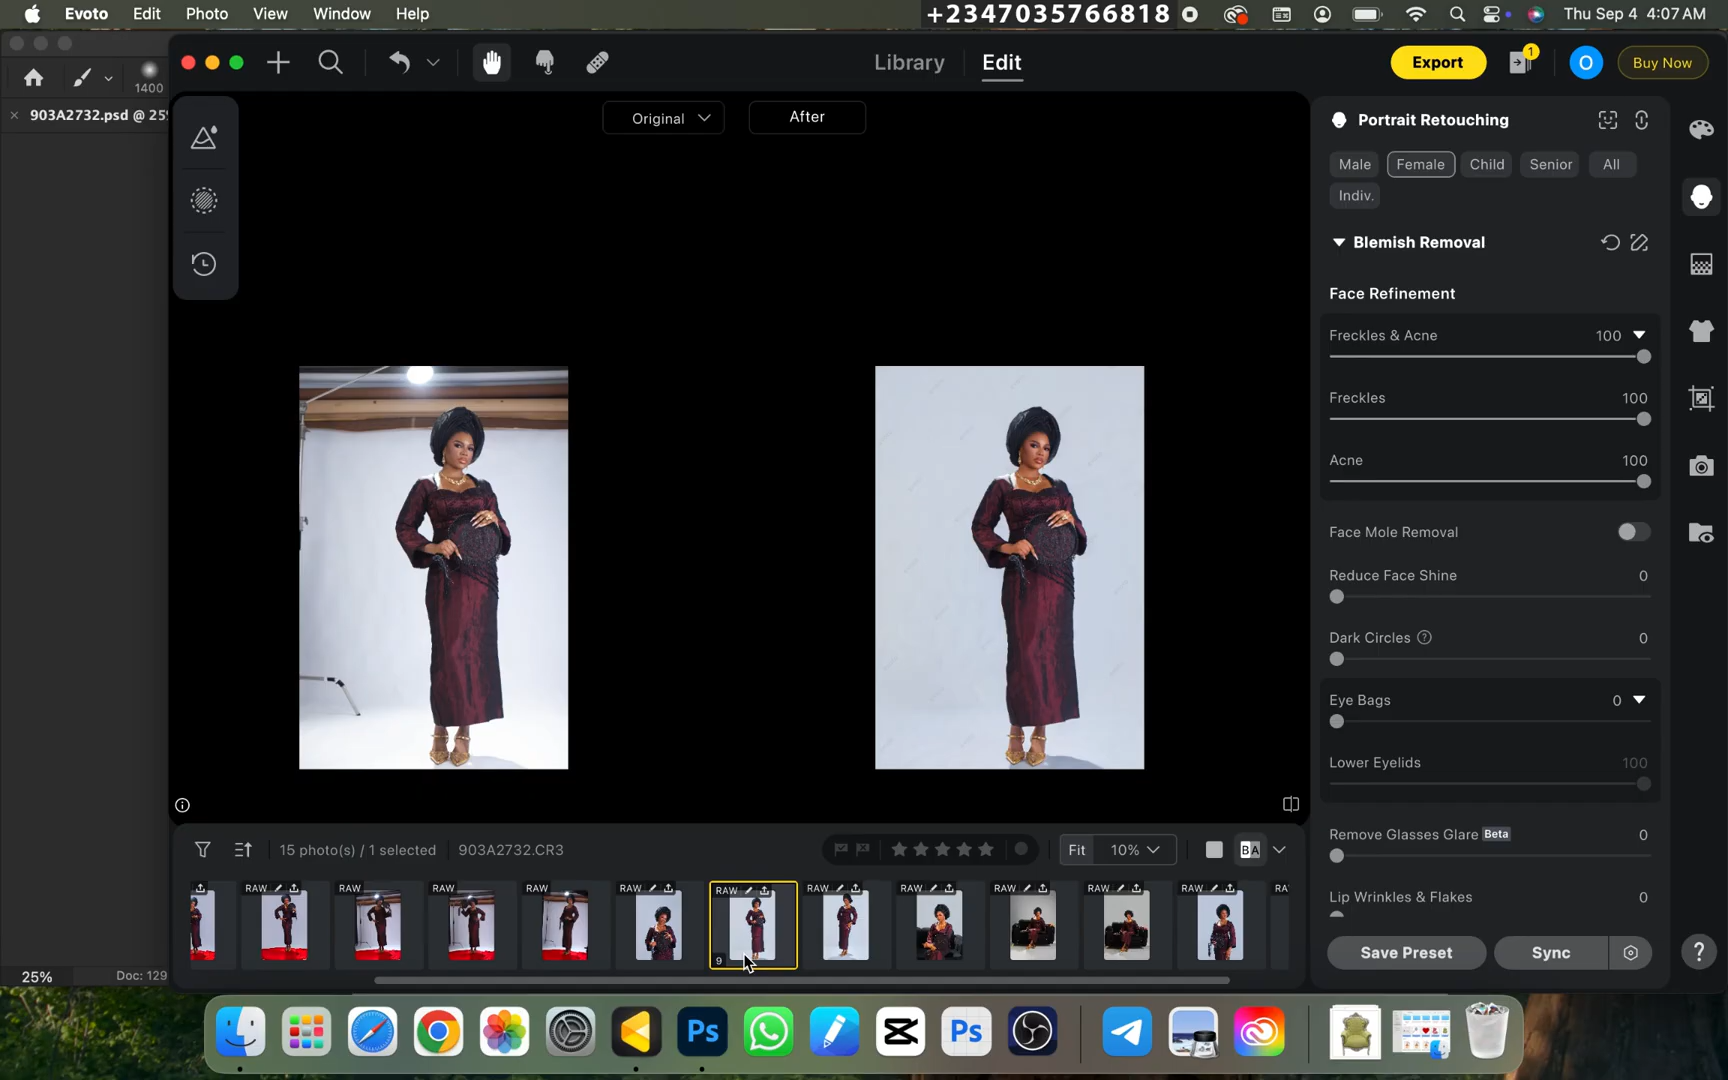 Evoto Edit Photo View Window Help +2347035766818 Thu Sep 4 4:07 AM
1400
Library Edit Export 1 O Buy Now
× 903A2732.psd @ 25
Original After
Portrait Retouching
Male Female Child Senior All
Indiv.
Blemish Removal
Face Refinement
Freckles & Acne 100
Freckles 100
Acne 100
Face Mole Removal
Reduce Face Shine 0
Dark Circles ? 0
Eye Bags 0
Lower Eyelids 100
Remove Glasses Glare Beta 0
Lip Wrinkles & Flakes 0
15 photo(s) / 1 selected 903A2732.CR3 Fit 10% BA
RAW RAW RAW RAW RAW RAW RAW RAW RAW RAW RAW RA
9
Save Preset Sync ?
25% Doc: 129
Ps Ps